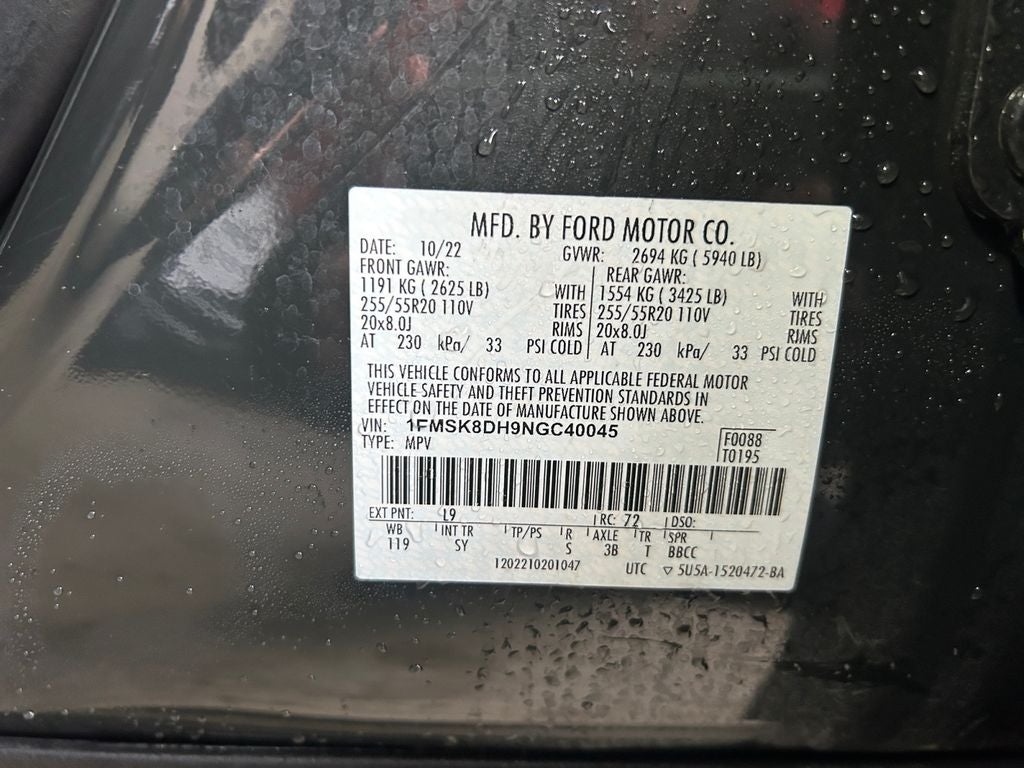 MFD. BY FORD MOTOR CO.
DATE: 10/22 GVWR: 2694 KG ( 5940 LB)
FRONT GAWR: REAR GAWR:
1191 KG ( 2625 LB) WITH 1554 KG ( 3425 LB) WITH
255/55R20 110V TIRES 255/55R20 110V TIRES
20x8.0J RIMS 20x8.0J RIMS
AT 230 kPa/ 33 PSI COLD AT 230 kPa/ 33 PSI COLD
THIS VEHICLE CONFORMS TO ALL APPLICABLE FEDERAL MOTOR
VEHICLE SAFETY AND THEFT PREVENTION STANDARDS IN
EFFECT ON THE DATE OF MANUFACTURE SHOWN ABOVE.
VIN: 1FMSK8DH9NGC40045
TYPE: MPV F0088
T0195
EXT PNT: L9 RC: 72 DSO:
WB INT TR TP/PS R AXLE TR SPR
119 SY S 3B T BBCC
1202210201047 UTC ▽ 5U5A-1520472-BA